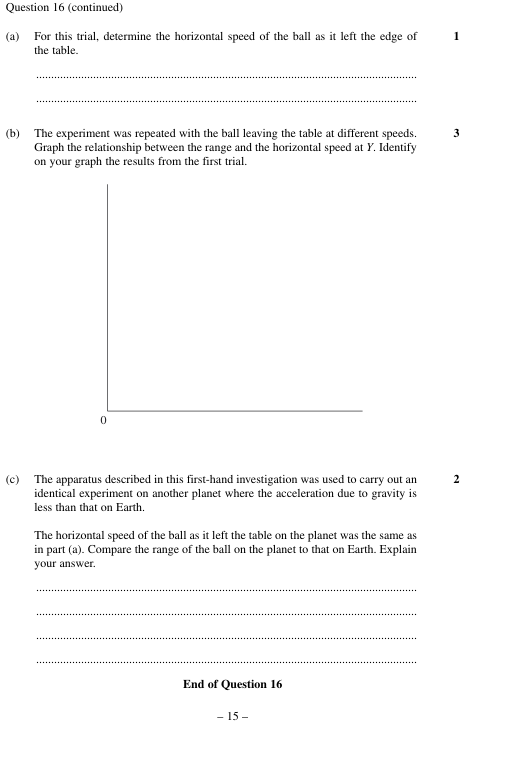 Question 16 (continued)
(a) For this trial, determine the horizontal speed of the ball as it left the edge of 1
the table.
(b) The experiment was repeated with the ball leaving the table at different speeds. 3
Graph the relationship between the range and the horizontal speed at Y. Identify
on your graph the results from the first trial.
0
(c) The apparatus described in this first-hand investigation was used to carry out an 2
identical experiment on another planet where the acceleration due to gravity is
less than that on Earth.
The horizontal speed of the ball as it left the table on the planet was the same as
in part (a). Compare the range of the ball on the planet to that on Earth. Explain
your answer.
End of Question 16
– 15 –